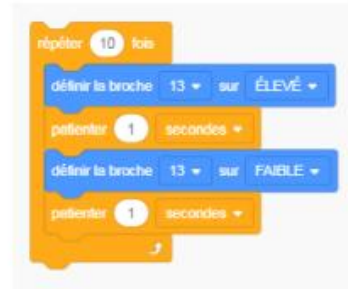 répéter 10 fois
définir la broche 13 sur ÉLEVÉ
patienter 1 secondes
définir la broche 13 sur FAIBLE
patienter 1 secondes